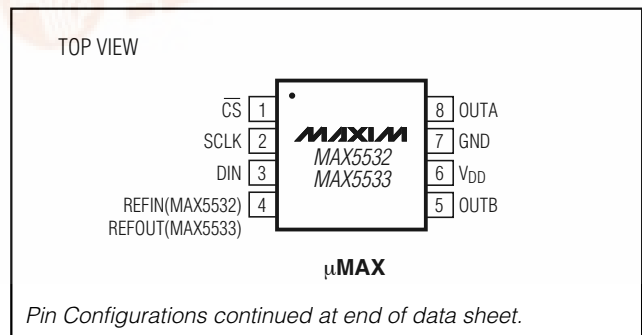 TOP VIEW
C̅S̅ 1
SCLK 2
DIN 3
REFIN(MAX5532) 4
REFOUT(MAX5533)
MAXIM
MAX5532
MAX5533
8 OUTA
7 GND
6 VDD
5 OUTB
μMAX
Pin Configurations continued at end of data sheet.